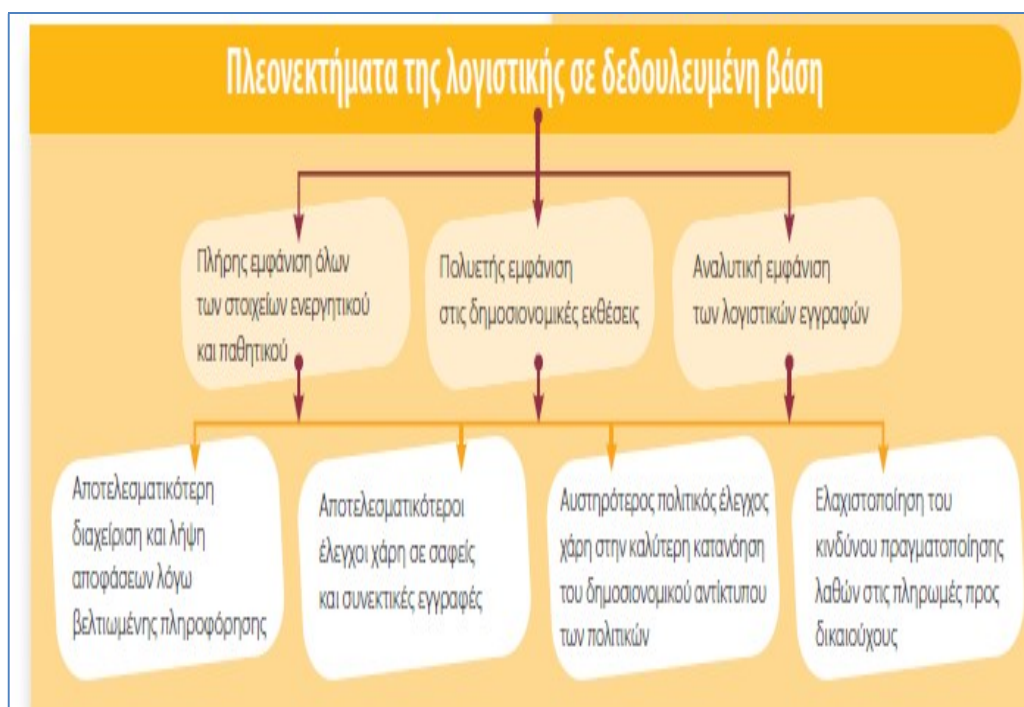 Πλεονεκτήματα της λογιστικής σε δεδουλευμένη βάση
Πλήρης εμφάνιση όλων
των στοιχείων ενεργητικού
και παθητικού
Πολυετής εμφάνιση
στις δημοσιονομικές εκθέσεις
Αναλυτική εμφάνιση
των λογιστικών εγγραφών
Αποτελεσματικότερη
διαχείριση και λήψη
αποφάσεων λόγω
βελτιωμένης πληροφόρησης
Αποτελεσματικότεροι
έλεγχοι χάρη σε σαφείς
και συνεκτικές εγγραφές
Αυστηρότερος πολιτικός έλεγχος
χάρη στην καλύτερη κατανόηση
του δημοσιονομικού αντίκτυπου
των πολιτικών
Ελαχιστοποίηση του
κινδύνου πραγματοποίησης
λαθών στις πληρωμές προς
δικαιούχους